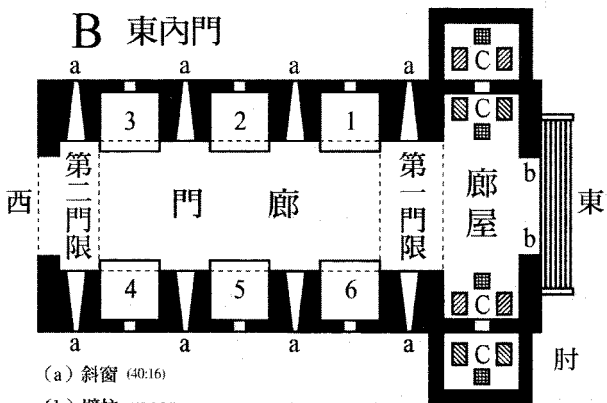 B 東內門
a a a a
C
3 2 1 C
西 第二門限 門廊 第一門限 廊屋 b b 東
4 5 6 C
a a a a C 肘
(a) 斜窗 (40:16)